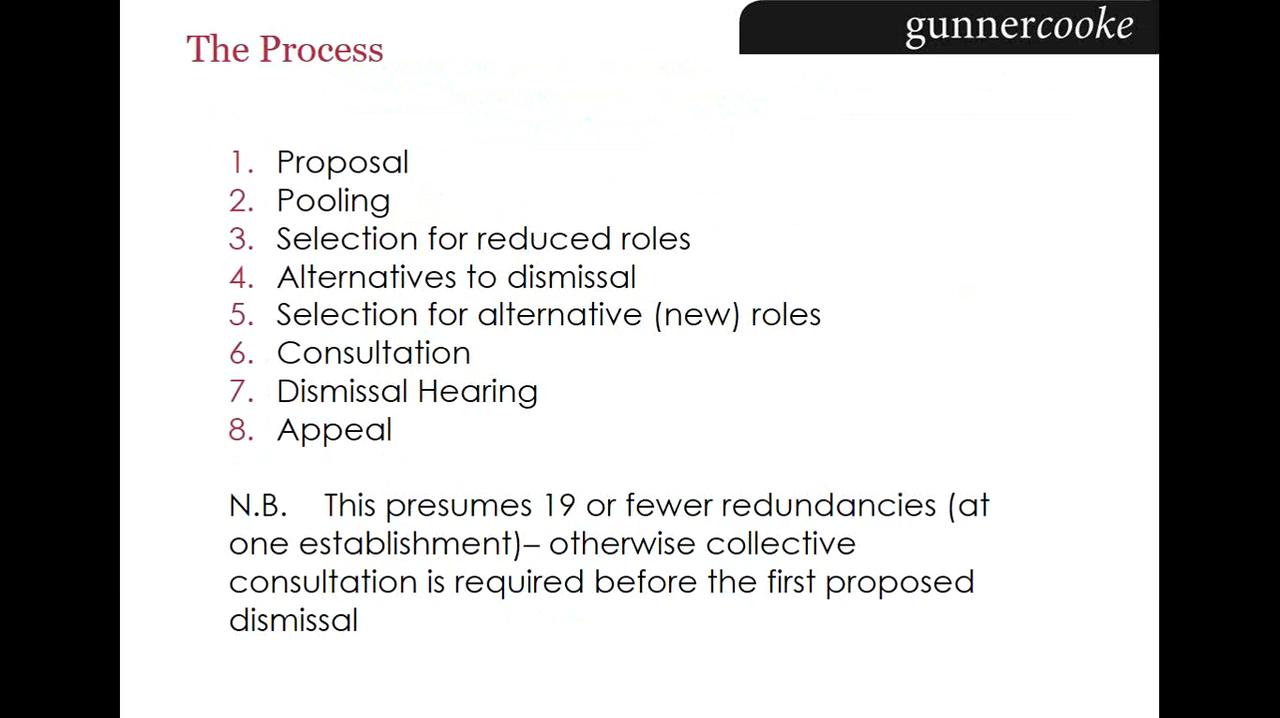 The Process
gunnercooke
1. Proposal
2. Pooling
3. Selection for reduced roles
4. Alternatives to dismissal
5. Selection for alternative (new) roles
6. Consultation
7. Dismissal Hearing
8. Appeal
N.B. This presumes 19 or fewer redundancies (at
one establishment)– otherwise collective
consultation is required before the first proposed
dismissal